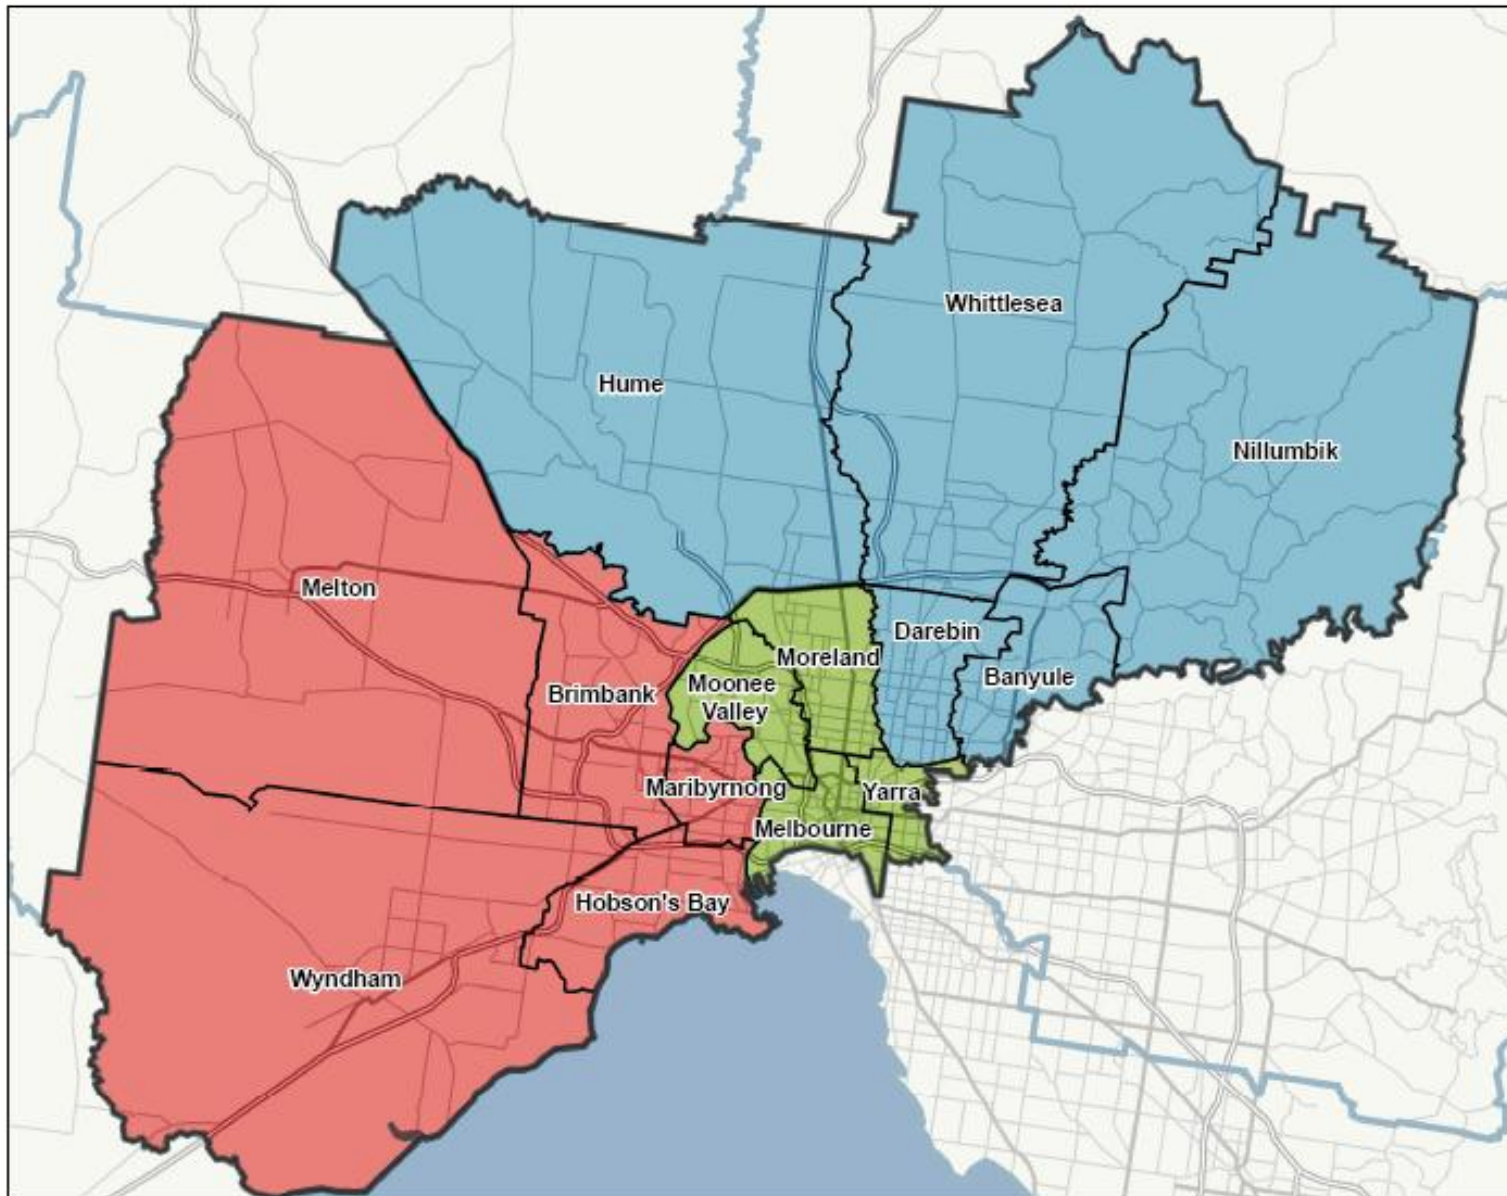 Whittlesea
Hume
Nillumbik
Melton
Darebin
Moreland
Banyule
Moonee
Valley
Brimbank
Maribyrnong
Yarra
Melbourne
Hobson's Bay
Wyndham